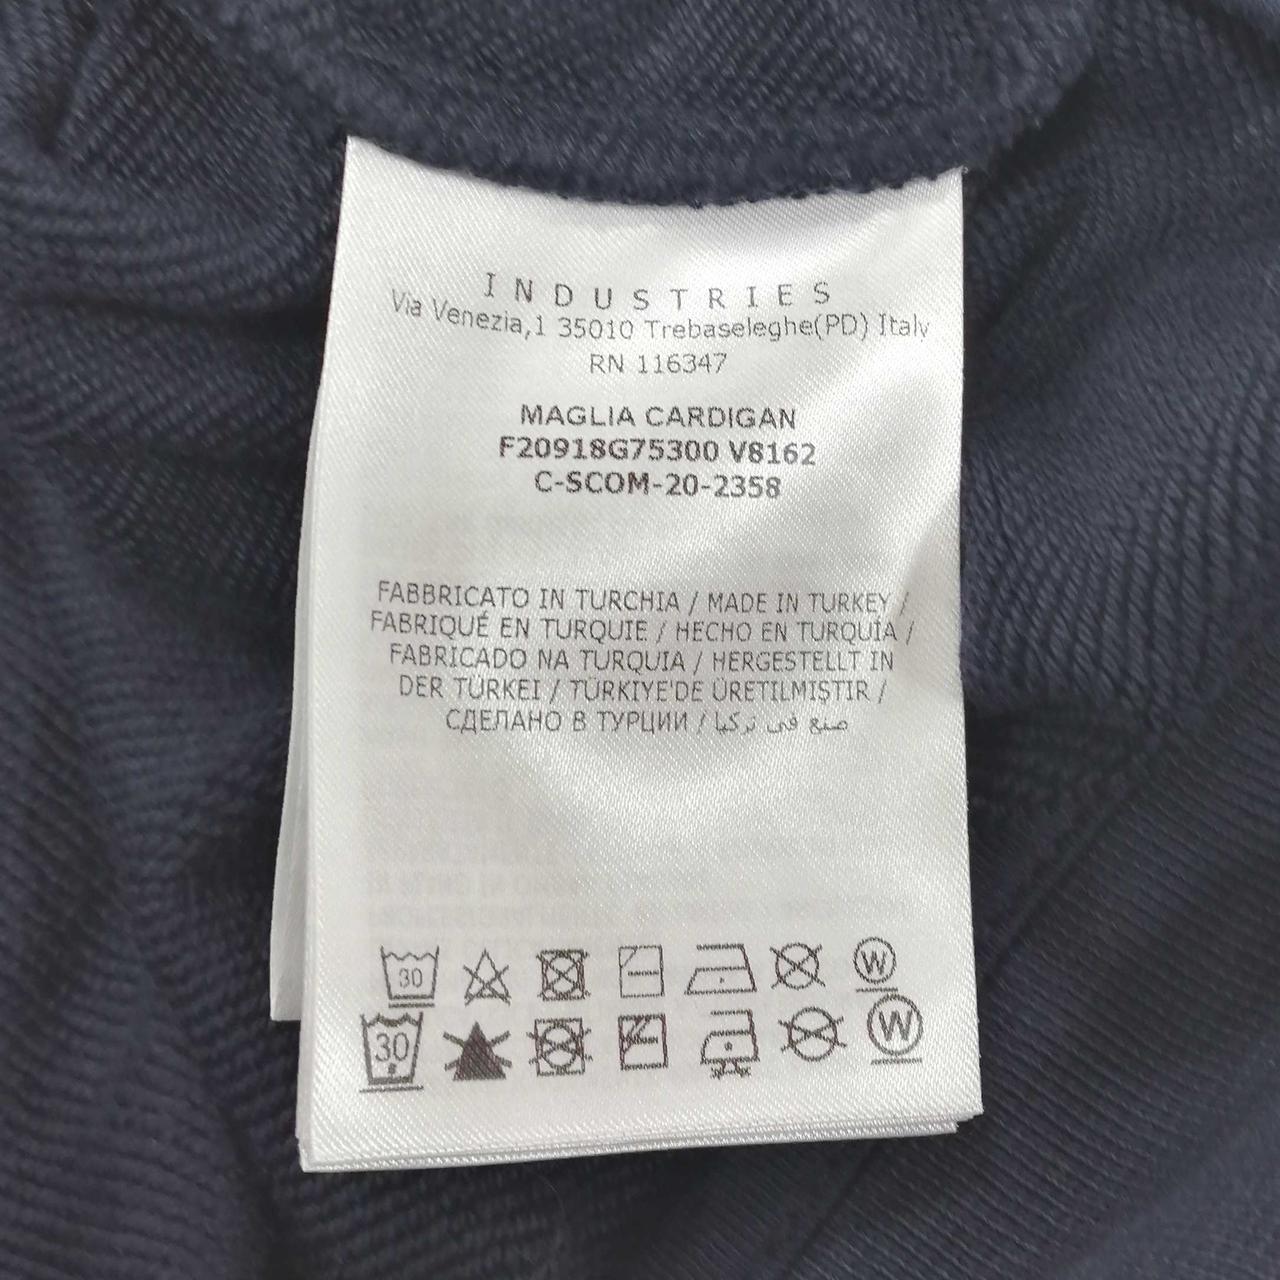 INDUSTRIES
Via Venezia,1 35010 Trebaseleghe(PD) Italy
RN 116347
MAGLIA CARDIGAN
F20918G75300 V8162
C-SCOM-20-2358
FABBRICATO IN TURCHIA / MADE IN TURKEY /
FABRIQUÉ EN TURQUIE / HECHO EN TURQUÍA /
FABRICADO NA TURQUIA / HERGESTELLT IN
DER TÜRKEI / TÜRKIYE'DE ÜRETILMIŞTIR /
СДЕЛАНО В ТУРЦИИ / صنع في تركيا
30 W
30 W